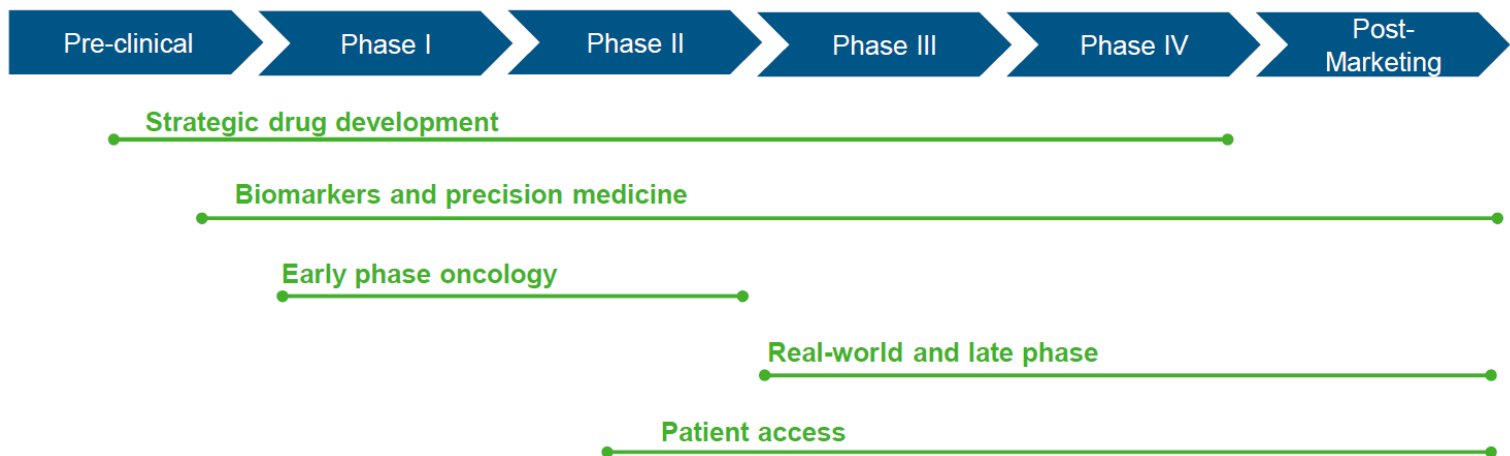 Pre-clinical
Phase I
Phase II
Phase III
Phase IV
Post-
Marketing
Strategic drug development
Biomarkers and precision medicine
Early phase oncology
Real-world and late phase
Patient access